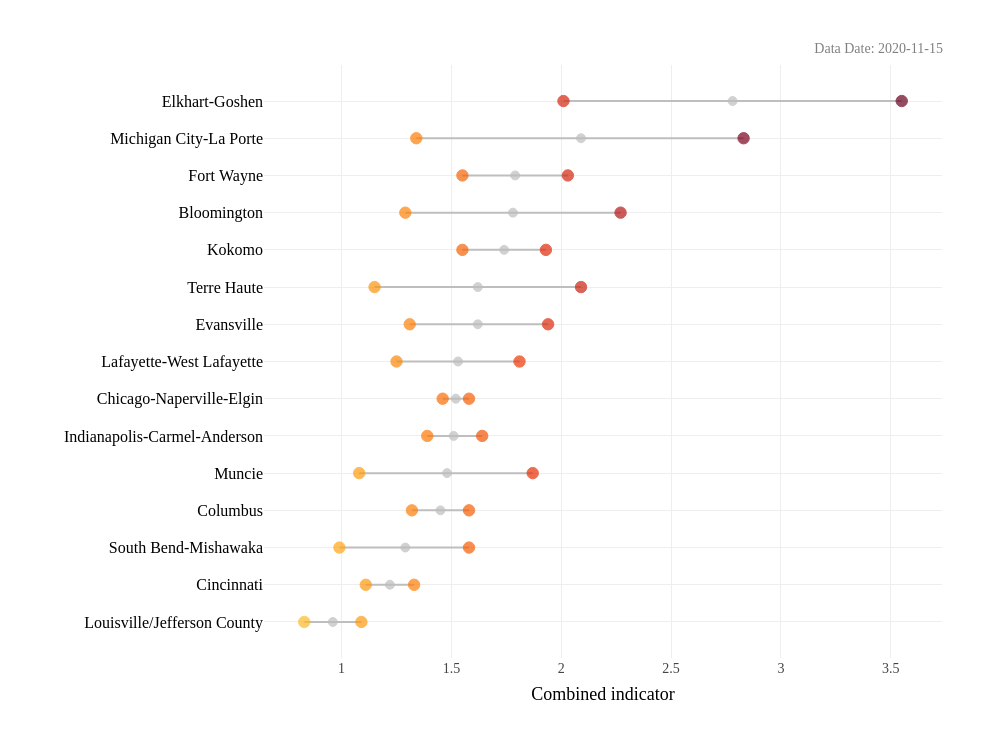 Data Date: 2020-11-15
Elkhart-Goshen
Michigan City-La Porte
Fort Wayne
Bloomington
Kokomo
Terre Haute
Evansville
Lafayette-West Lafayette
Chicago-Naperville-Elgin
Indianapolis-Carmel-Anderson
Muncie
Columbus
South Bend-Mishawaka
Cincinnati
Louisville/Jefferson County
1 1.5 2 2.5 3 3.5
Combined indicator